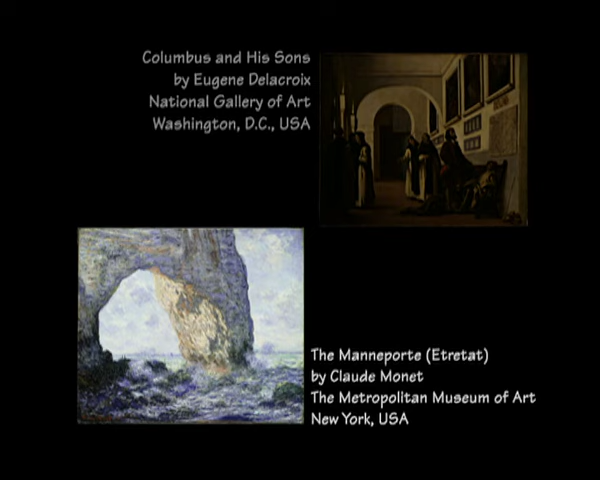 Columbus and His Sons
by Eugene Delacroix
National Gallery of Art
Washington, D.C., USA
The Manneporte (Etretat)
by Claude Monet
The Metropolitan Museum of Art
New York, USA